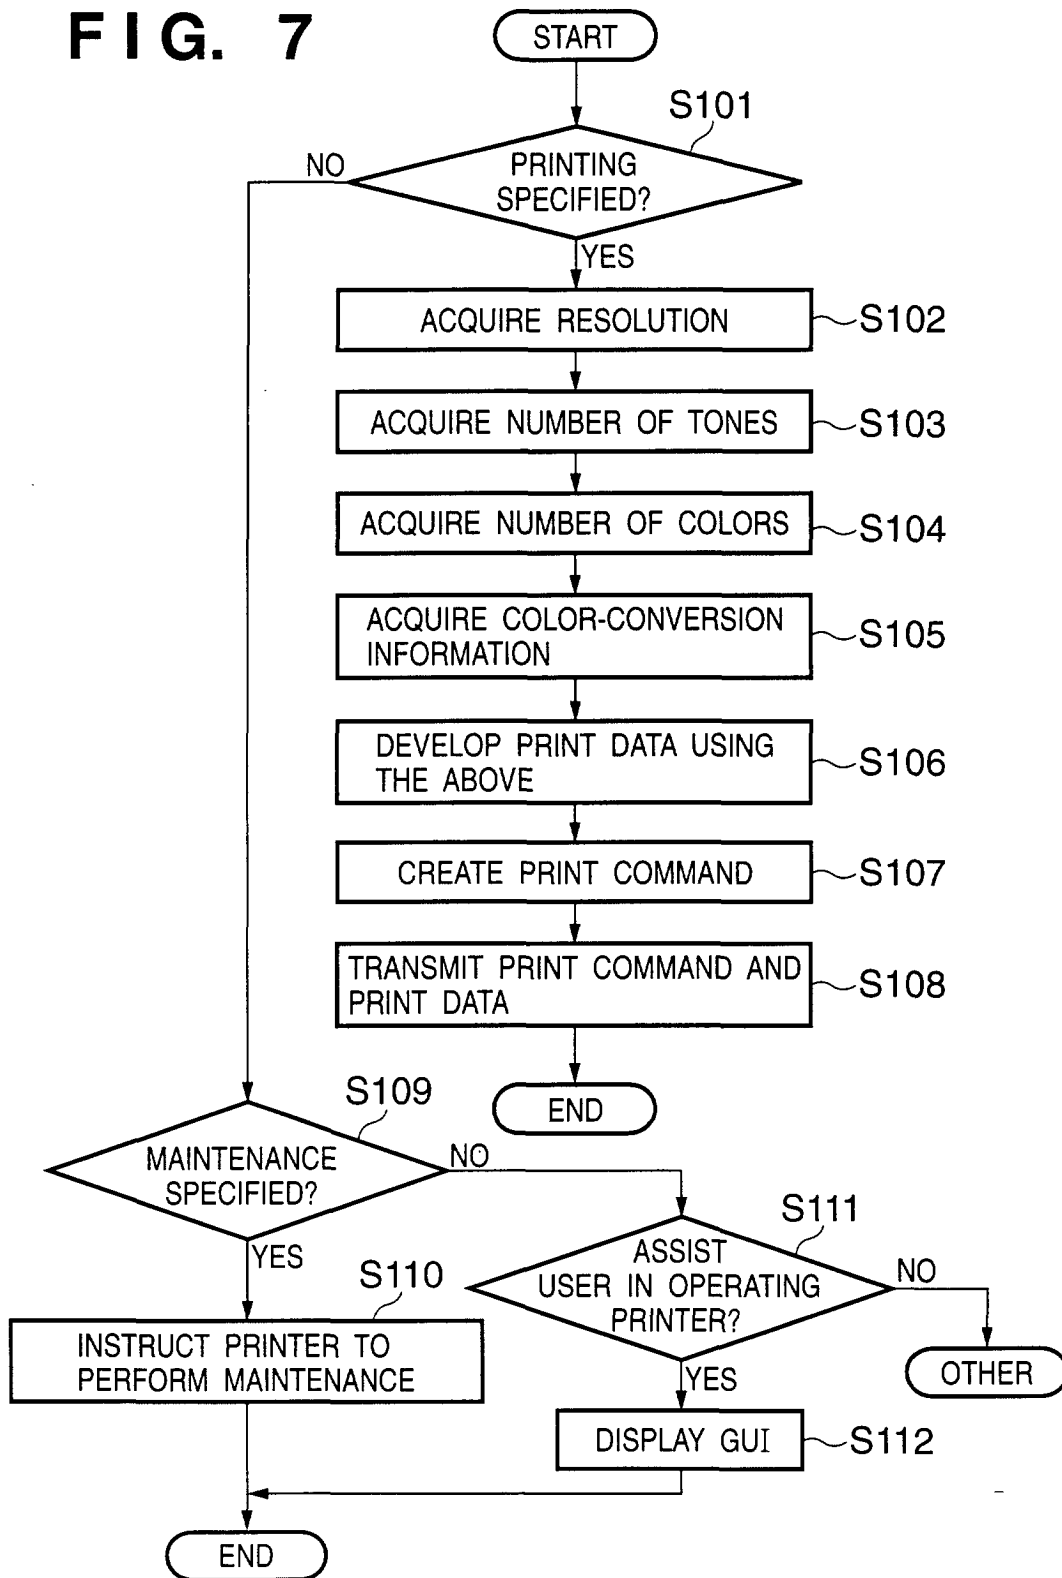 FIG. 7
START
S101
PRINTING
SPECIFIED?
NO
YES
ACQUIRE RESOLUTION
S102
ACQUIRE NUMBER OF TONES
S103
ACQUIRE NUMBER OF COLORS
S104
ACQUIRE COLOR-CONVERSION
INFORMATION
S105
DEVELOP PRINT DATA USING
THE ABOVE
S106
CREATE PRINT COMMAND
S107
TRANSMIT PRINT COMMAND AND
PRINT DATA
S108
END
S109
MAINTENANCE
SPECIFIED?
NO
YES
S110
INSTRUCT PRINTER TO
PERFORM MAINTENANCE
S111
ASSIST
USER IN OPERATING
PRINTER?
NO
OTHER
YES
DISPLAY GUI
S112
END